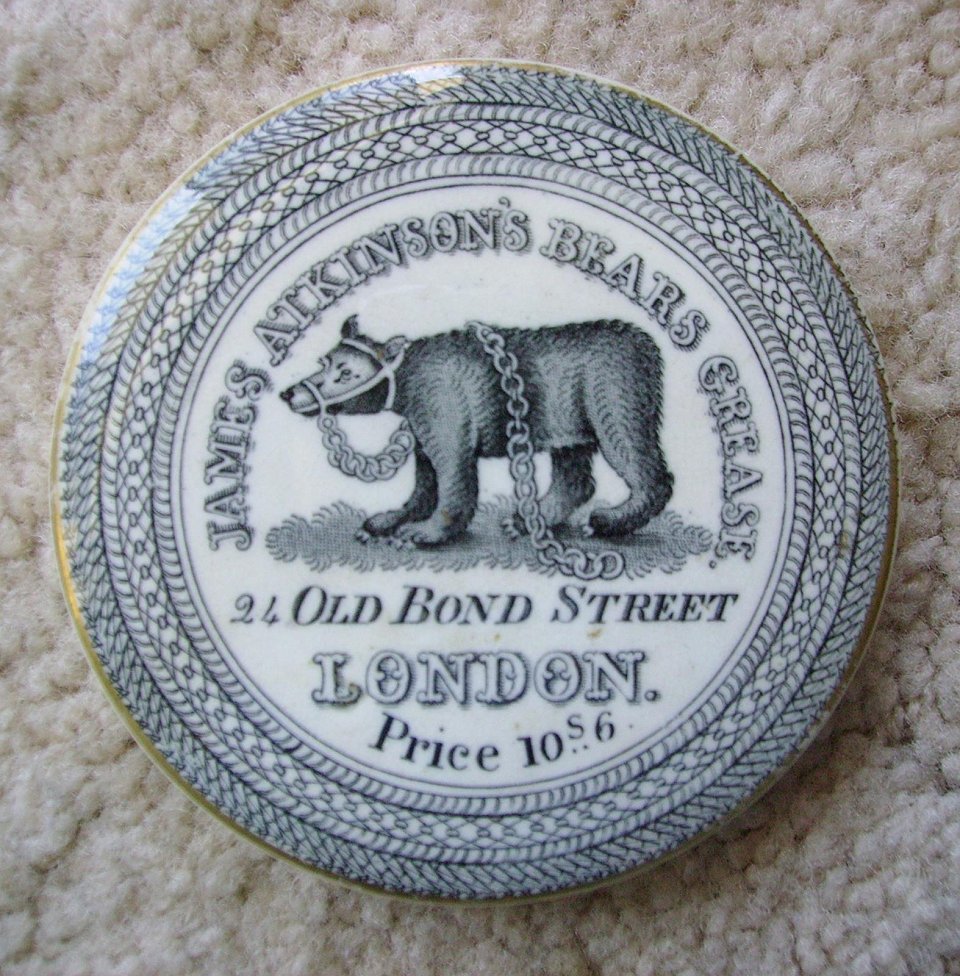 JAMES ATKINSON'S BEARS GREASE.
24 OLD BOND STREET
LONDON.
Price 10S 6.